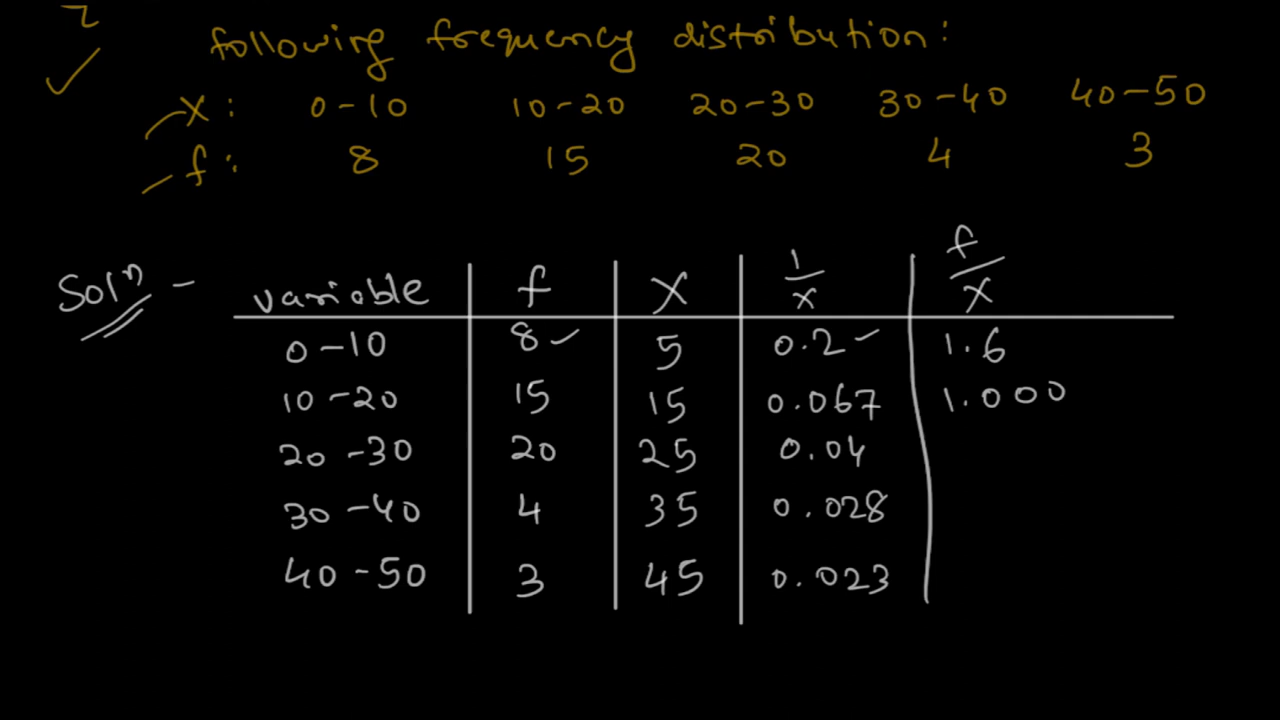 2
following frequency distribution:
X: 0-10 10-20 20-30 30-40 40-50
f: 8 15 20 4 3
Solⁿ - variable f X 1/x f/x
0-10 8 5 0.2 1.6
10-20 15 15 0.067 1.000
20-30 20 25 0.04
30-40 4 35 0.028
40-50 3 45 0.023